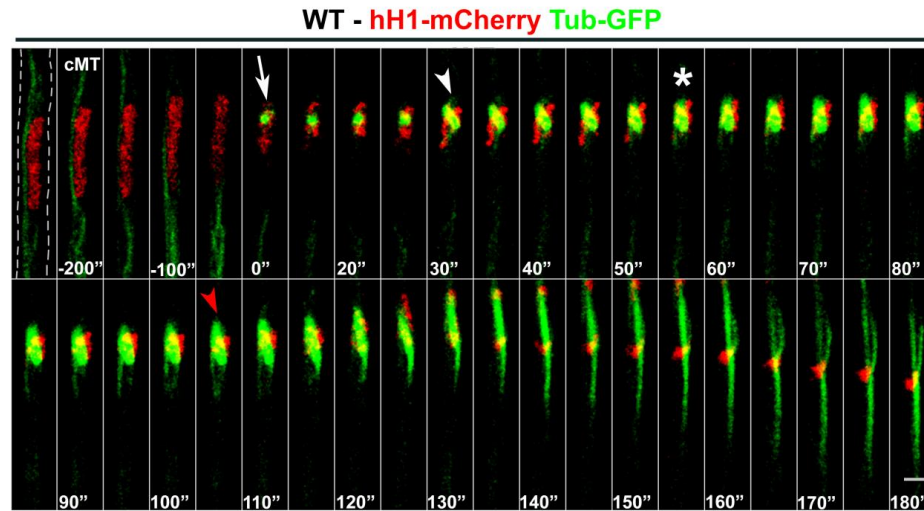 WT - hH1-mCherry Tub-GFP
cMT
*
-200” -100” 0” 20” 30” 40” 50” 60” 70” 80”
90” 100” 110” 120” 130” 140” 150” 160” 170” 180”